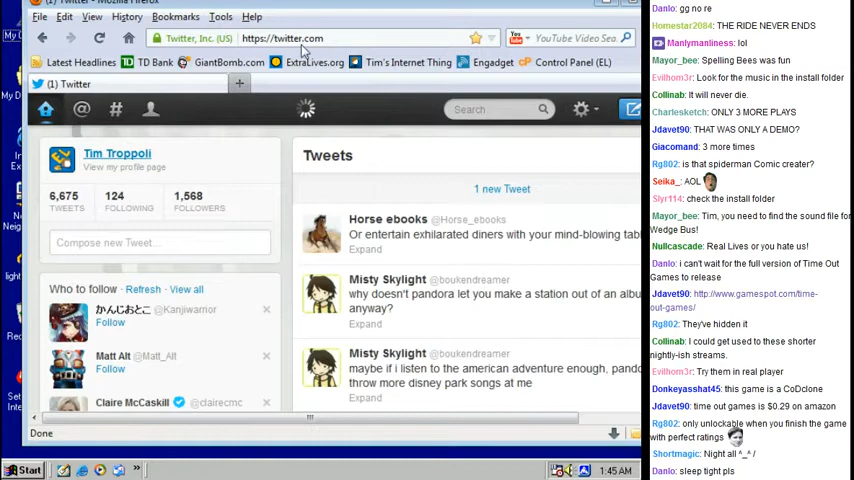 (1) Twitter - Mozilla Firefox
File Edit View History Bookmarks Tools Help
Twitter, Inc. (US) https://twitter.com YouTube Video Sea
Latest Headlines TD Bank GiantBomb.com ExtraLives.org Tim's Internet Thing Engadget Control Panel (EL)
(1) Twitter
Search
Tim Troppoli
View my profile page
6,675 124 1,568
TWEETS FOLLOWING FOLLOWERS
Compose new Tweet...
Who to follow · Refresh · View all
かんじおとこ @Kanjiwarrior
Follow
Matt Alt @Matt_Alt
Follow
Claire McCaskill @clairecmc
Tweets
1 new Tweet
Horse ebooks @Horse_ebooks
Or entertain exhilarated diners with your mind-blowing tabl
Expand
Misty Skylight @boukendreamer
why doesn't pandora let you make a station out of an albu
anyway?
Expand
Misty Skylight @boukendreamer
maybe if i listen to the american adventure enough, pando
throw more disney park songs at me
Expand
Done
Start
1:45 AM
Danlo: gg no re
Homestar2084: THE RIDE NEVER ENDS
Manlymanliness: lol
Mayor_bee: Spelling Bees was fun
Evilhom3r: Look for the music in the install folder
Collinab: It will never die.
Charlesketch: ONLY 3 MORE PLAYS
Jdavet90: THAT WAS ONLY A DEMO?
Giacomand: 3 more times
Rg802: is that spiderman Comic creater?
Seika_: AOL
Slyr114: check the install folder
Mayor_bee: Tim, you need to find the sound file for
Wedge Bus!
Nullcascade: Real Lives or you hate us!
Danlo: i can't wait for the full version of Time Out
Games to release
Jdavet90: http://www.gamespot.com/time-
out-games/
Rg802: They've hidden it
Collinab: I could get used to these shorter
nightly-ish streams.
Evilhom3r: Try them in real player
Donkeyasshat45: this game is a CoDclone
Jdavet90: time out games is $0.29 on amazon
Rg802: only unlockable when you finish the game
with perfect ratings
Shortmagic: Night all ^_^ /
Danlo: sleep tight pls